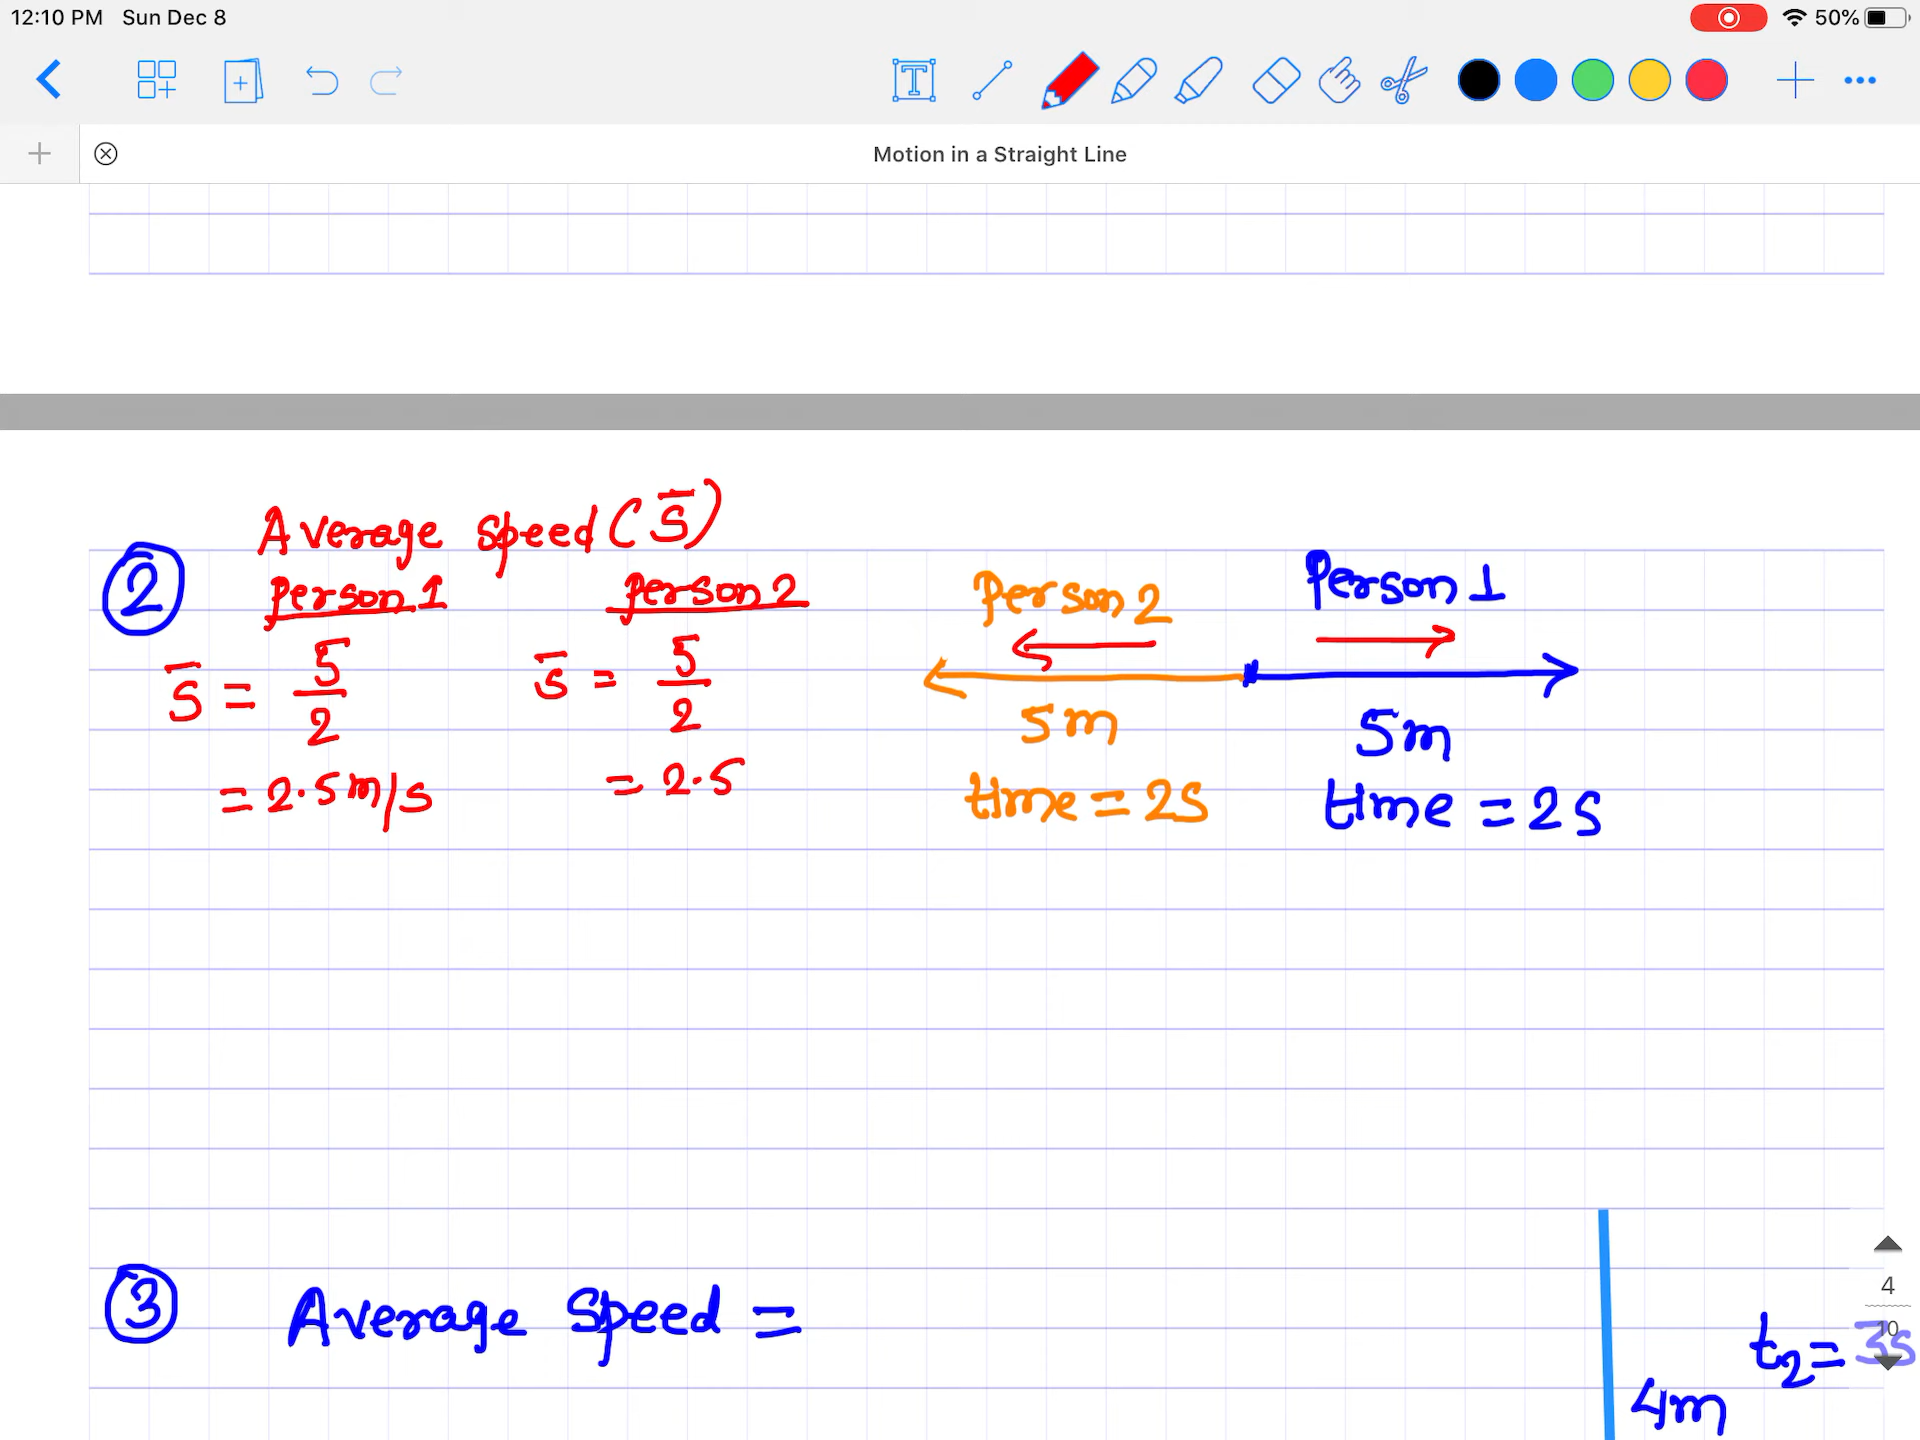 12:10 PM Sun Dec 8
50%
T
Motion in a Straight Line
Average speed (S̅)
2
person 1
person 2
S̅ = 5/2
S̅ = 5/2
= 2.5 m/s
= 2.5
person 2
person 1
5m
5m
time = 2s
time = 2s
3 Average speed =
4
10
t₂ = 3s
4m